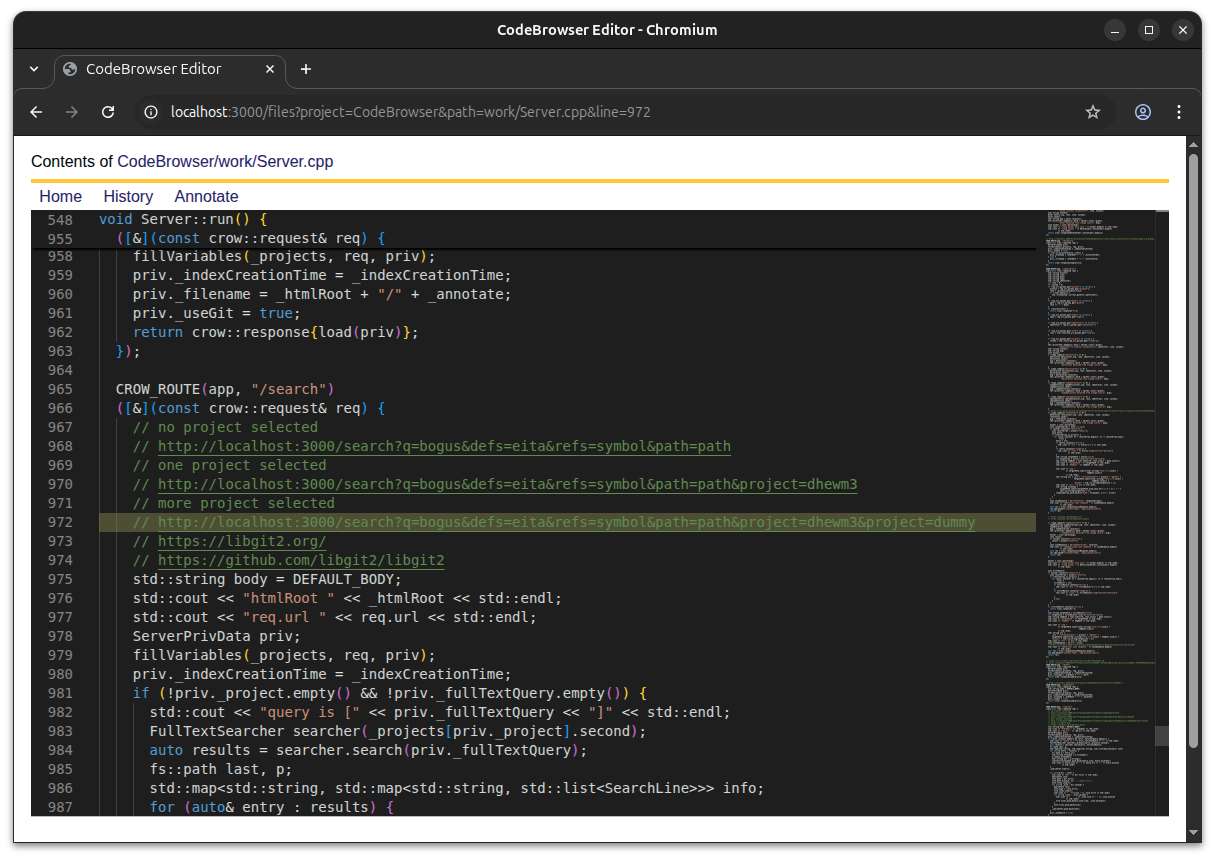 CodeBrowser Editor - Chromium
CodeBrowser Editor
localhost:3000/files?project=CodeBrowser&path=work/Server.cpp&line=972
Contents of CodeBrowser/work/Server.cpp
Home History Annotate
548 void Server::run() {
955 ([&](const crow::request& req) {
958 fillVariables(_projects, req, priv);
959 priv._indexCreationTime = _indexCreationTime;
960 priv._filename = _htmlRoot + "/" + _annotate;
961 priv._useGit = true;
962 return crow::response{load(priv)};
963 });
964
965 CROW_ROUTE(app, "/search")
966 ([&](const crow::request& req) {
967 // no project selected
968 // http://localhost:3000/search?q=bogus&defs=eita&refs=symbol&path=path
969 // one project selected
970 // http://localhost:3000/search?q=bogus&defs=eita&refs=symbol&path=path&project=dhewm3
971 // more project selected
972 // http://localhost:3000/search?q=bogus&defs=eita&refs=symbol&path=path&project=dhewm3&project=dummy
973 // https://libgit2.org/
974 // https://github.com/libgit2/libgit2
975 std::string body = DEFAULT_BODY;
976 std::cout << "htmlRoot " << _htmlRoot << std::endl;
977 std::cout << "req.url " << req.url << std::endl;
978 ServerPrivData priv;
979 fillVariables(_projects, req, priv);
980 priv._indexCreationTime = _indexCreationTime;
981 if (!priv._project.empty() && !priv._fullTextQuery.empty()) {
982 std::cout << "query is [" << priv._fullTextQuery << "]" << std::endl;
983 FullTextSearcher searcher(_projects[priv._project].second);
984 auto results = searcher.search(priv._fullTextQuery);
985 fs::path last, p;
986 std::map<std::string, std::map<std::string, std::list<SearchLine>>> info;
987 for (auto& entry : results) {